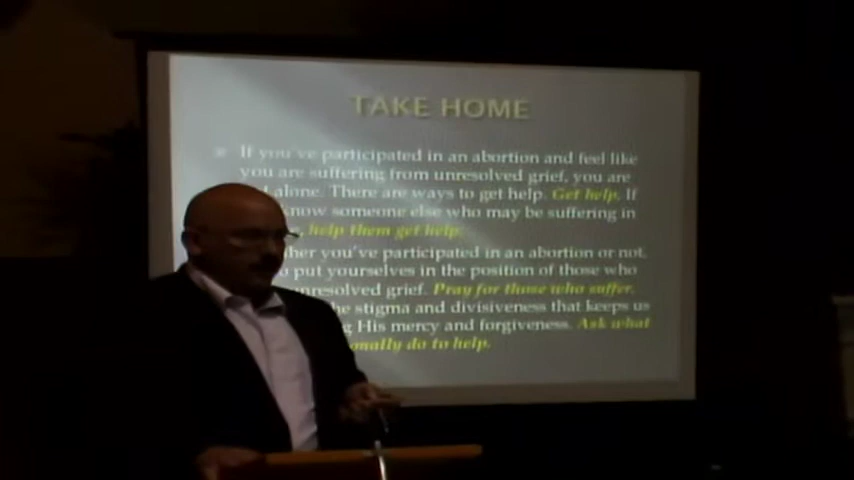 TAKE HOME
If you've participated in an abortion and feel like
you are suffering from unresolved grief, you are
alone. There are ways to get help. Get help. If
know someone else who may be suffering in
help them get help.
you've participated in an abortion or not,
put yourselves in the position of those who
unresolved grief. Pray for those who suffer.
the stigma and divisiveness that keeps us
His mercy and forgiveness. Ask what
do to help.